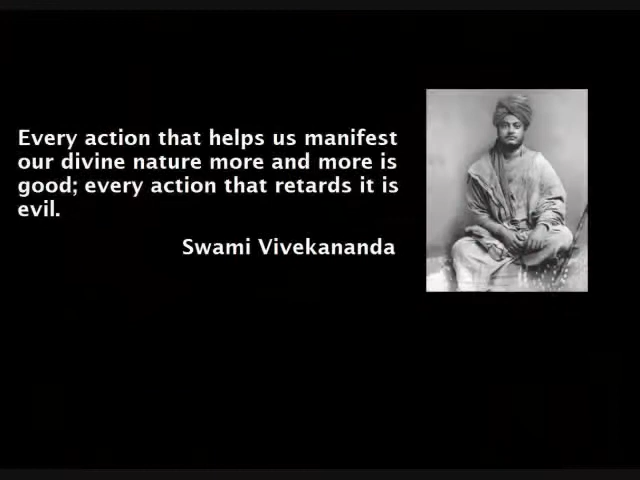 Every action that helps us manifest
our divine nature more and more is
good; every action that retards it is
evil.
Swami Vivekananda